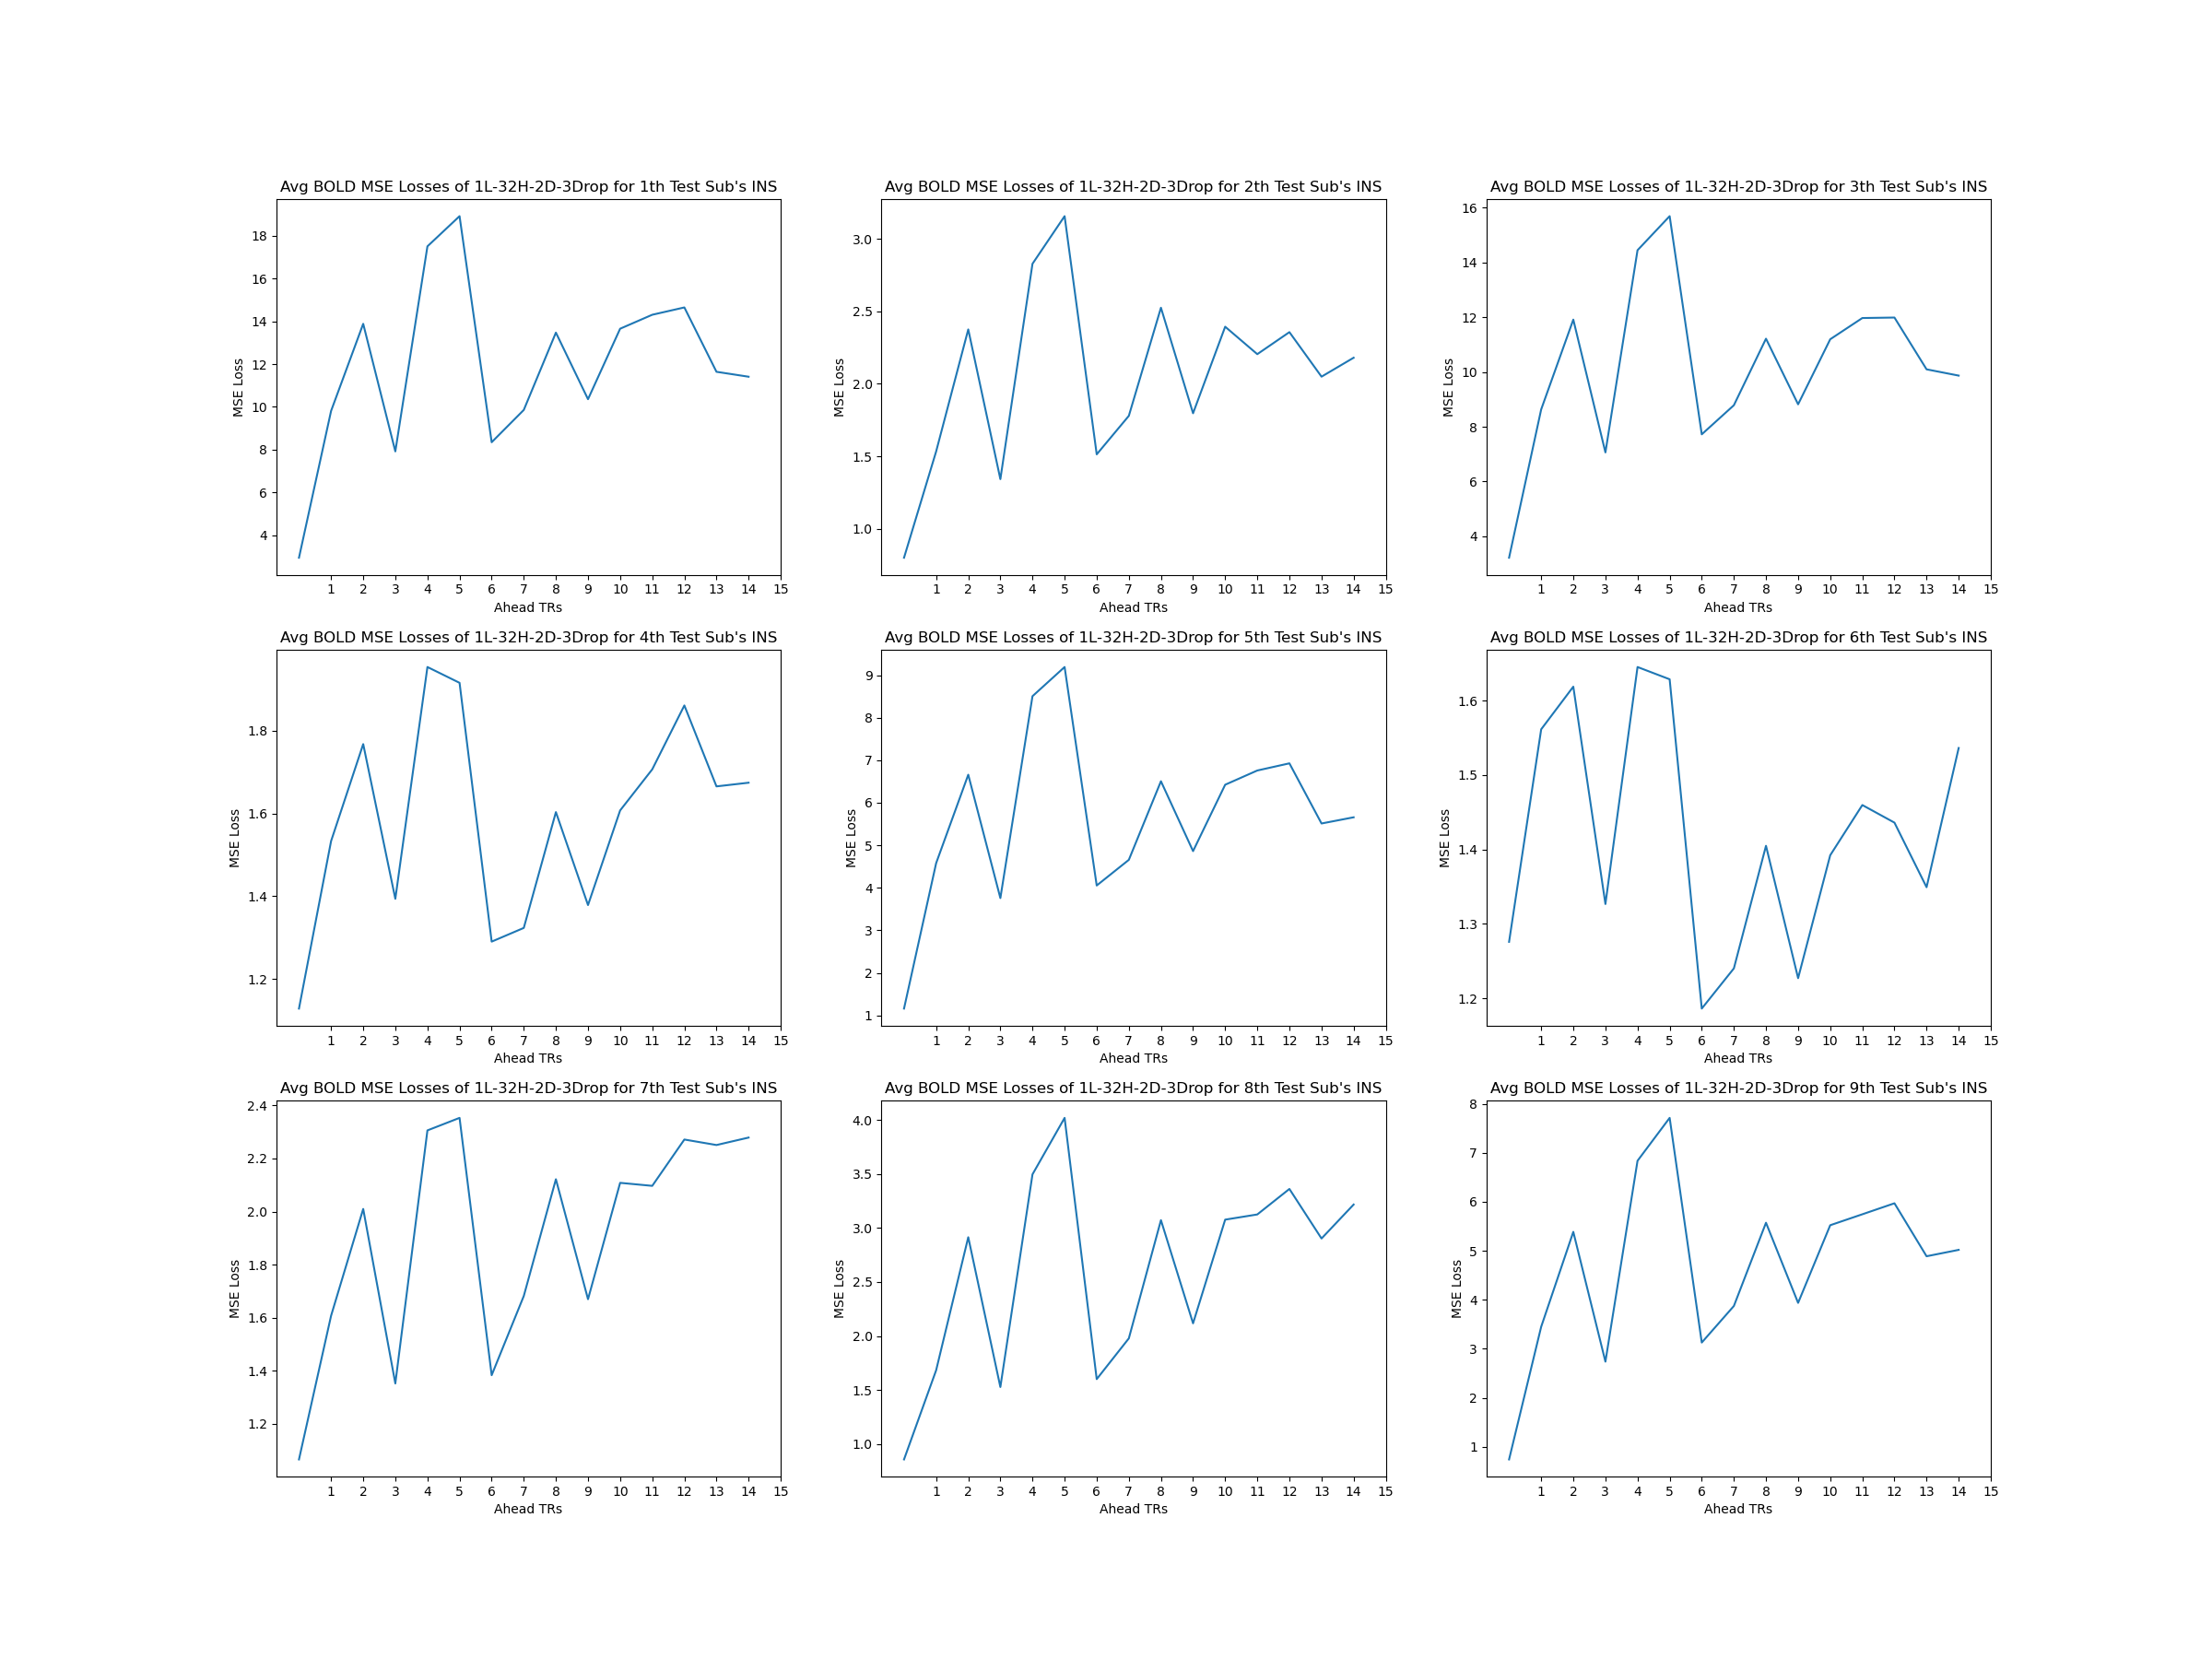 Avg BOLD MSE Losses of 1L-32H-2D-3Drop for 1th Test Sub's INS
MSE Loss
18
16
14
12
10
8
6
4
1 2 3 4 5 6 7 8 9 10 11 12 13 14 15
Ahead TRs
Avg BOLD MSE Losses of 1L-32H-2D-3Drop for 2th Test Sub's INS
MSE Loss
3.0
2.5
2.0
1.5
1.0
1 2 3 4 5 6 7 8 9 10 11 12 13 14 15
Ahead TRs
Avg BOLD MSE Losses of 1L-32H-2D-3Drop for 3th Test Sub's INS
MSE Loss
16
14
12
10
8
6
4
1 2 3 4 5 6 7 8 9 10 11 12 13 14 15
Ahead TRs
Avg BOLD MSE Losses of 1L-32H-2D-3Drop for 4th Test Sub's INS
MSE Loss
1.8
1.6
1.4
1.2
1 2 3 4 5 6 7 8 9 10 11 12 13 14 15
Ahead TRs
Avg BOLD MSE Losses of 1L-32H-2D-3Drop for 5th Test Sub's INS
MSE Loss
9
8
7
6
5
4
3
2
1
1 2 3 4 5 6 7 8 9 10 11 12 13 14 15
Ahead TRs
Avg BOLD MSE Losses of 1L-32H-2D-3Drop for 6th Test Sub's INS
MSE Loss
1.6
1.5
1.4
1.3
1.2
1 2 3 4 5 6 7 8 9 10 11 12 13 14 15
Ahead TRs
Avg BOLD MSE Losses of 1L-32H-2D-3Drop for 7th Test Sub's INS
MSE Loss
2.4
2.2
2.0
1.8
1.6
1.4
1.2
1 2 3 4 5 6 7 8 9 10 11 12 13 14 15
Ahead TRs
Avg BOLD MSE Losses of 1L-32H-2D-3Drop for 8th Test Sub's INS
MSE Loss
4.0
3.5
3.0
2.5
2.0
1.5
1.0
1 2 3 4 5 6 7 8 9 10 11 12 13 14 15
Ahead TRs
Avg BOLD MSE Losses of 1L-32H-2D-3Drop for 9th Test Sub's INS
MSE Loss
8
7
6
5
4
3
2
1
1 2 3 4 5 6 7 8 9 10 11 12 13 14 15
Ahead TRs